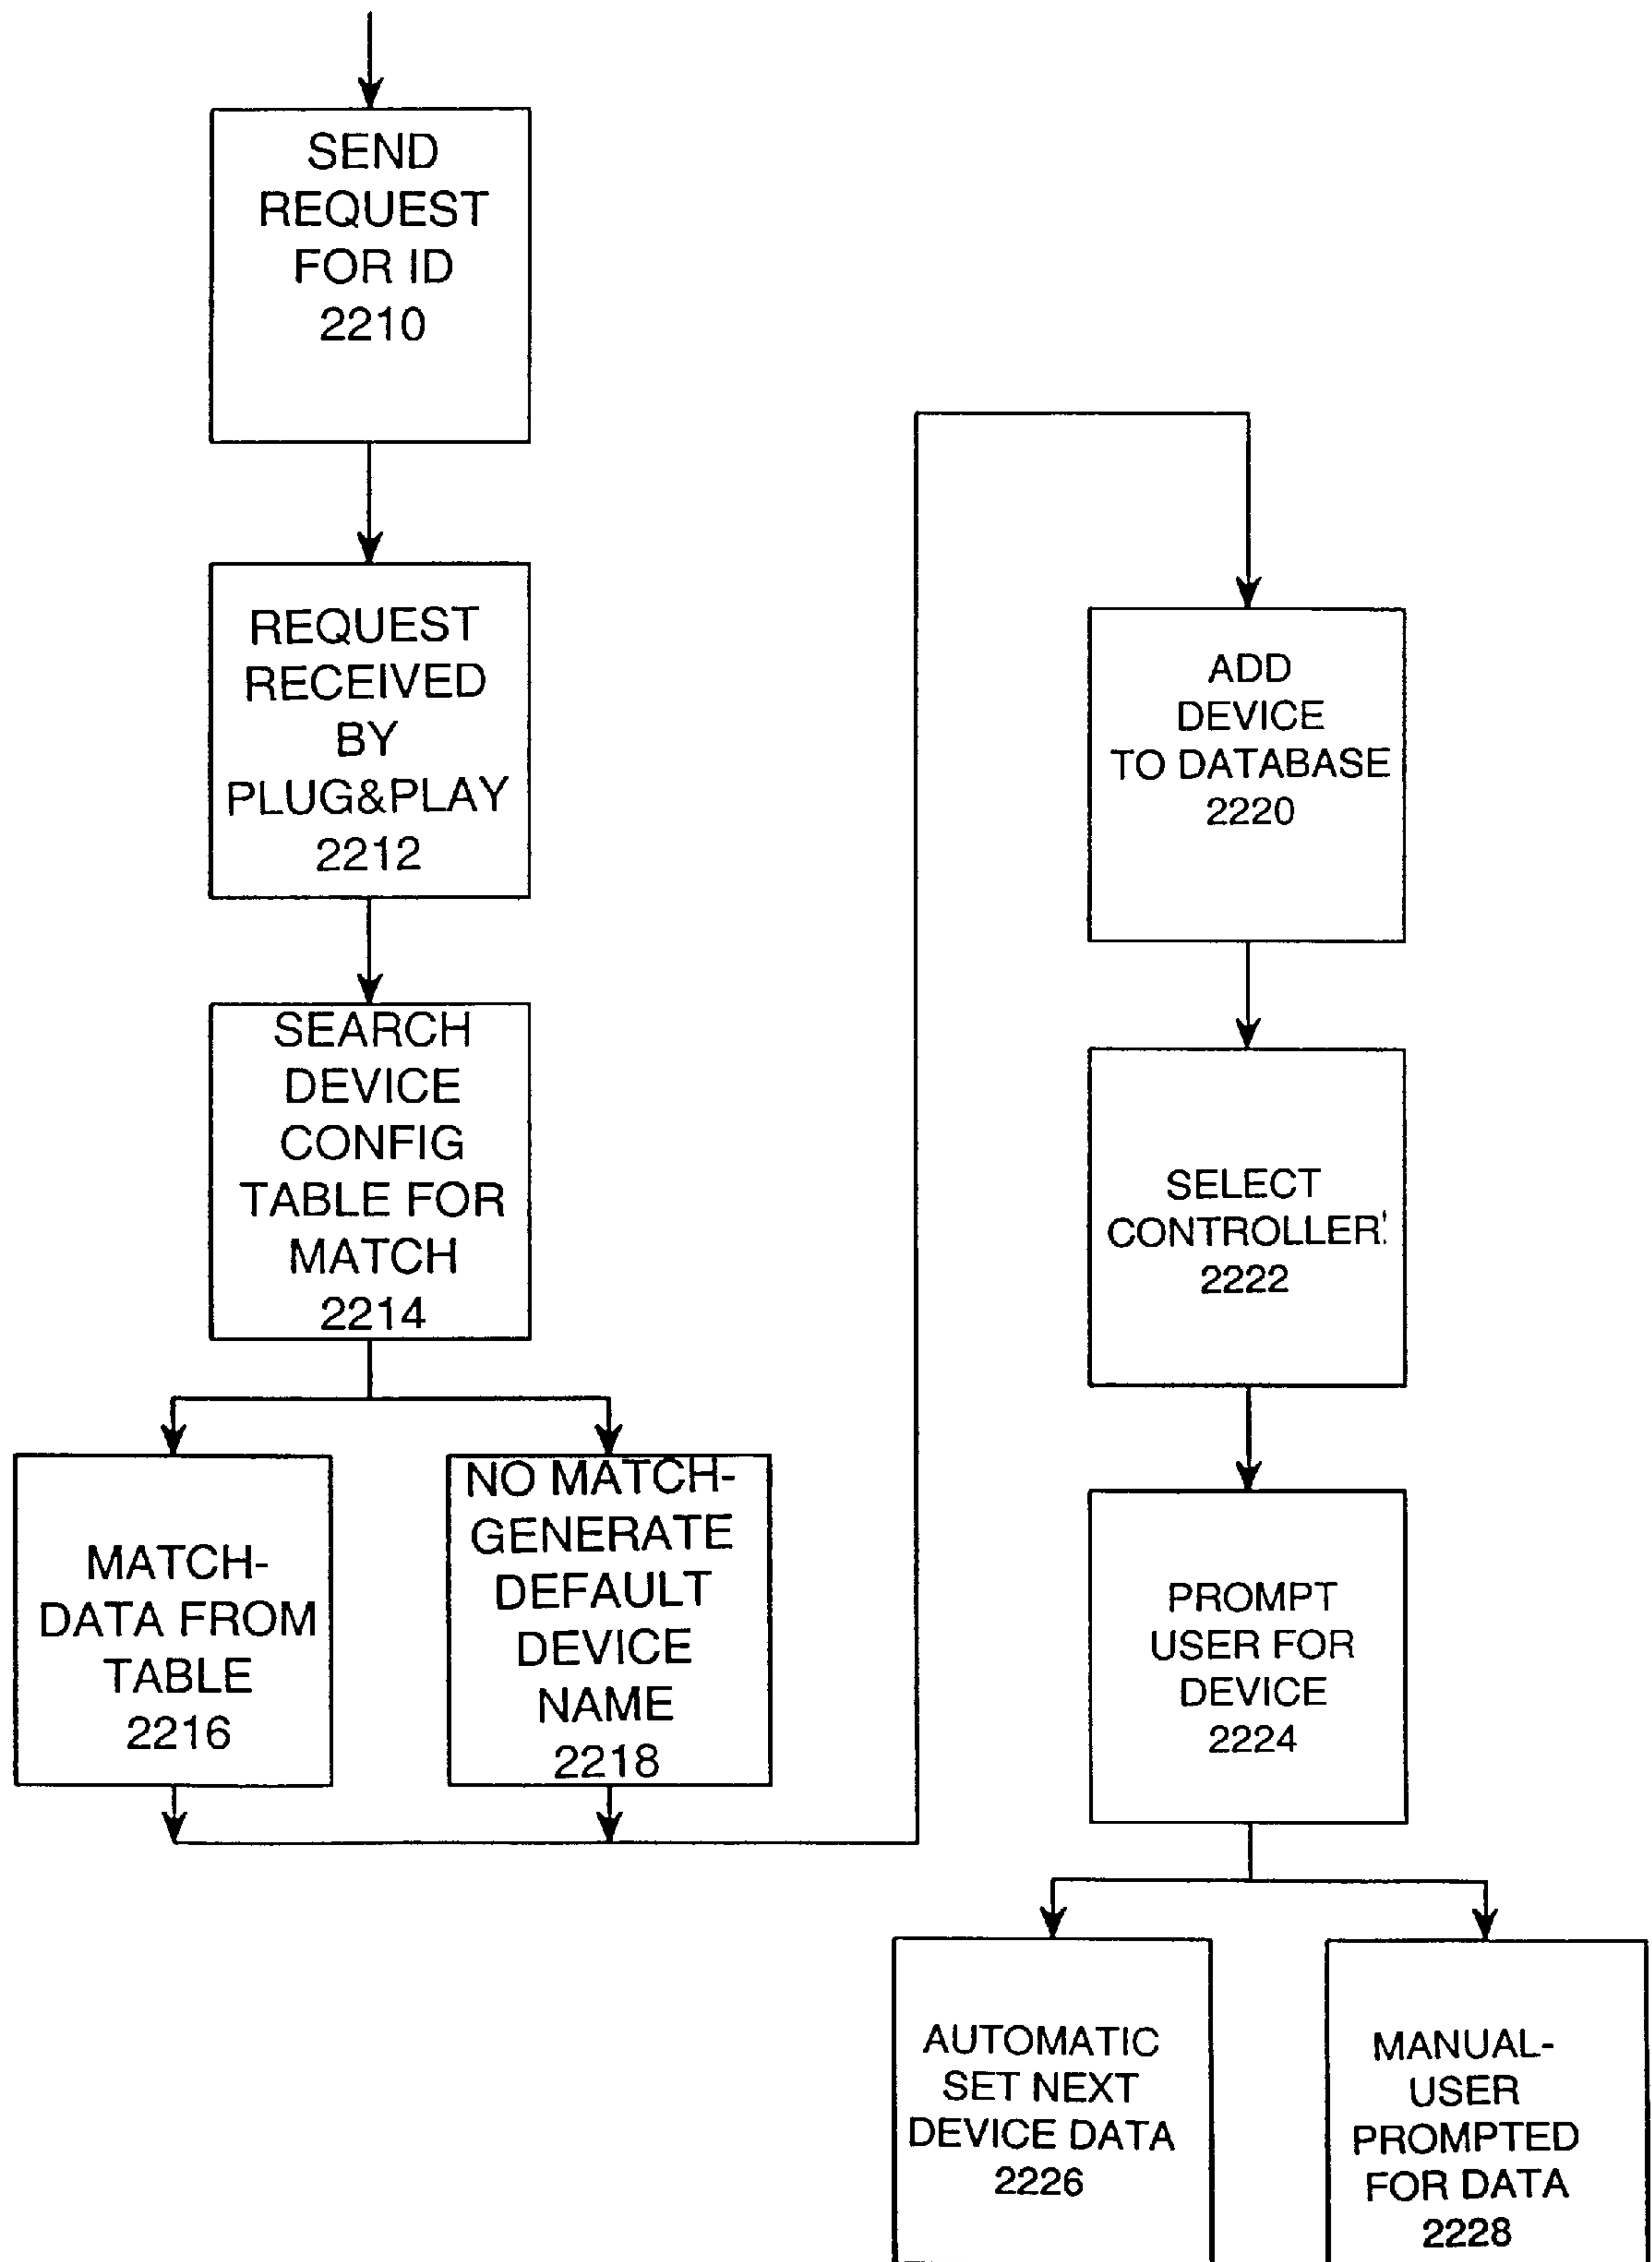 SEND
REQUEST
FOR ID
2210
REQUEST
RECEIVED
BY
PLUG&PLAY
2212
SEARCH
DEVICE
CONFIG
TABLE FOR
MATCH
2214
MATCH-
DATA FROM
TABLE
2216
NO MATCH-
GENERATE
DEFAULT
DEVICE
NAME
2218
ADD
DEVICE
TO DATABASE
2220
SELECT
CONTROLLER
2222
PROMPT
USER FOR
DEVICE
2224
AUTOMATIC
SET NEXT
DEVICE DATA
2226
MANUAL-
USER
PROMPTED
FOR DATA
2228